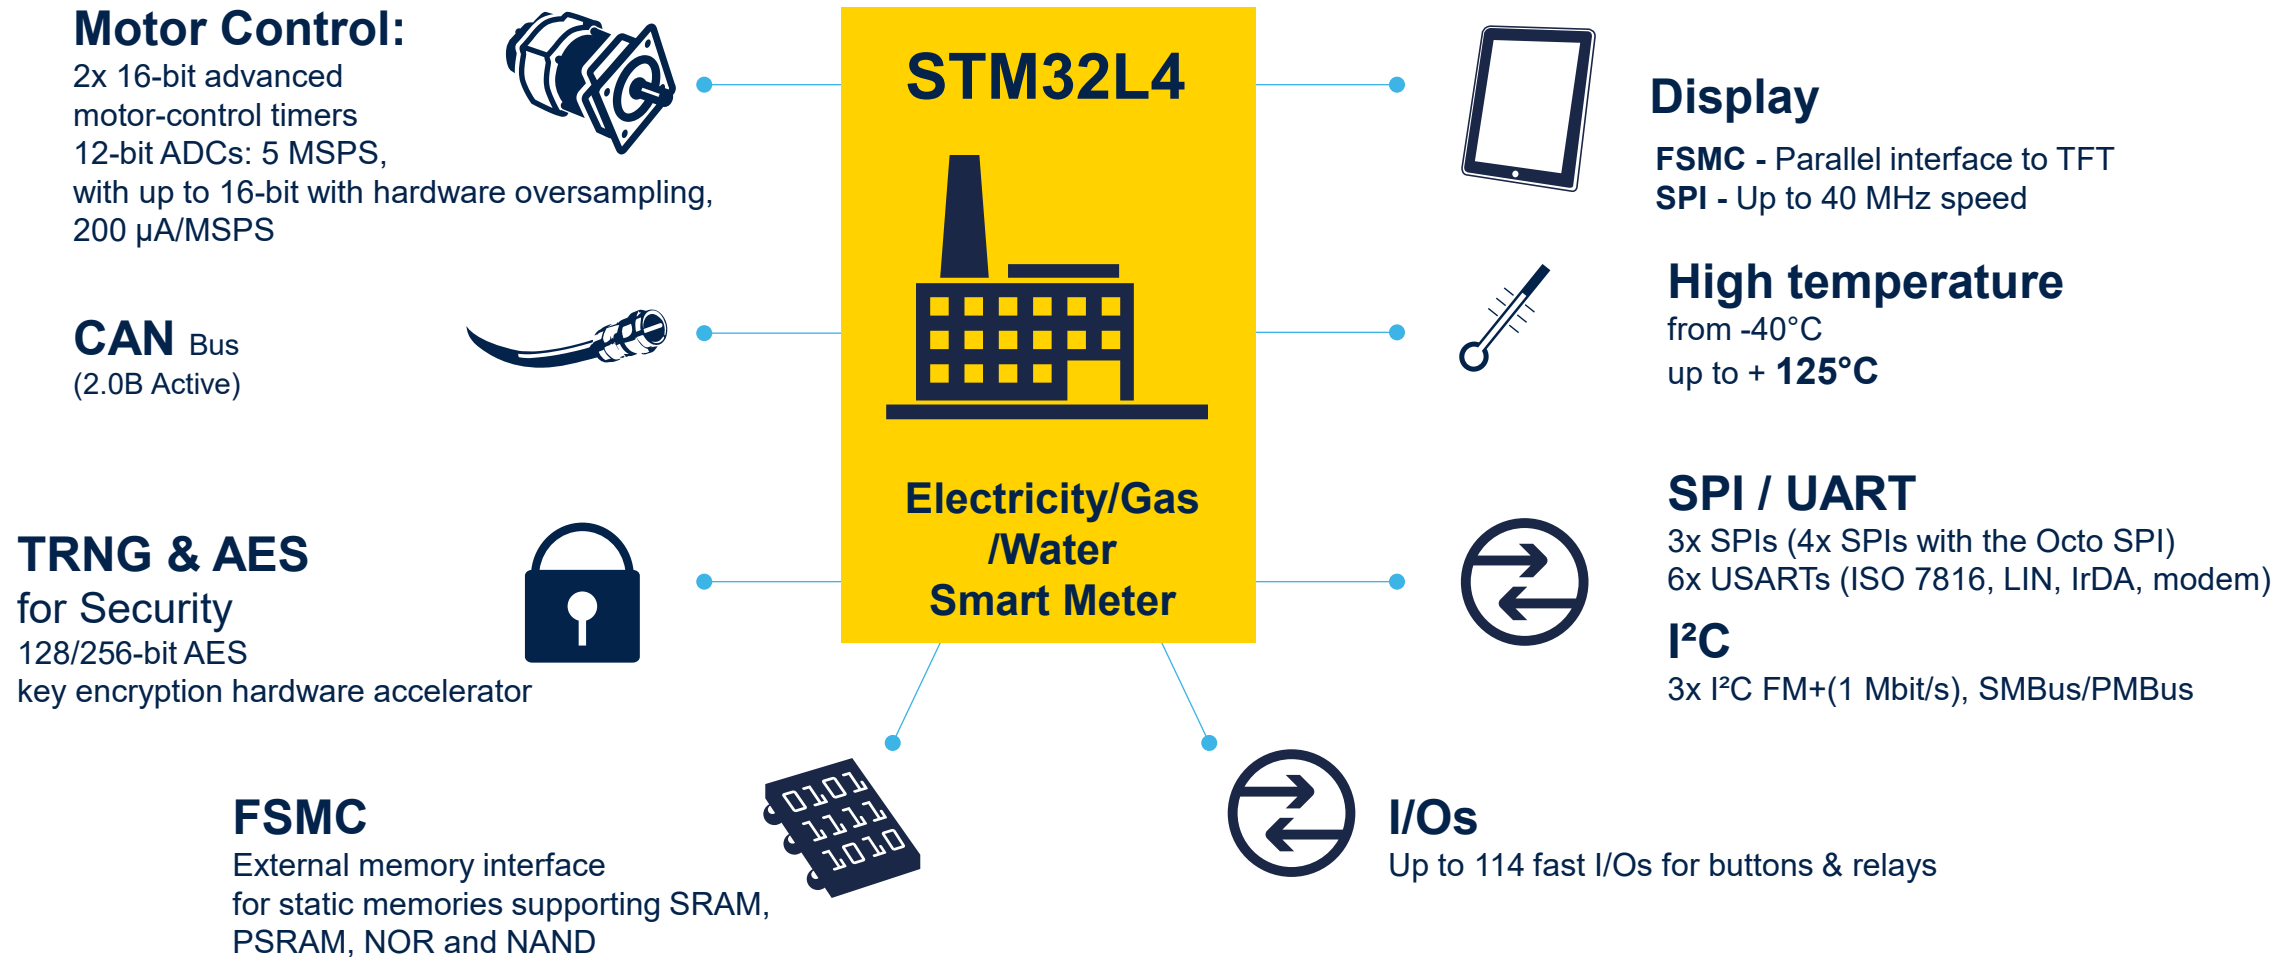 Motor Control:
2x 16-bit advanced
motor-control timers
12-bit ADCs: 5 MSPS,
with up to 16-bit with hardware oversampling,
200 µA/MSPS
CAN Bus
(2.0B Active)
TRNG & AES
for Security
128/256-bit AES
key encryption hardware accelerator
FSMC
External memory interface
for static memories supporting SRAM,
PSRAM, NOR and NAND
0101
1111
1010
STM32L4
Electricity/Gas
/Water
Smart Meter
Display
FSMC - Parallel interface to TFT
SPI - Up to 40 MHz speed
High temperature
from -40°C
up to + 125°C
SPI / UART
3x SPIs (4x SPIs with the Octo SPI)
6x USARTs (ISO 7816, LIN, IrDA, modem)
I²C
3x I²C FM+(1 Mbit/s), SMBus/PMBus
I/Os
Up to 114 fast I/Os for buttons & relays